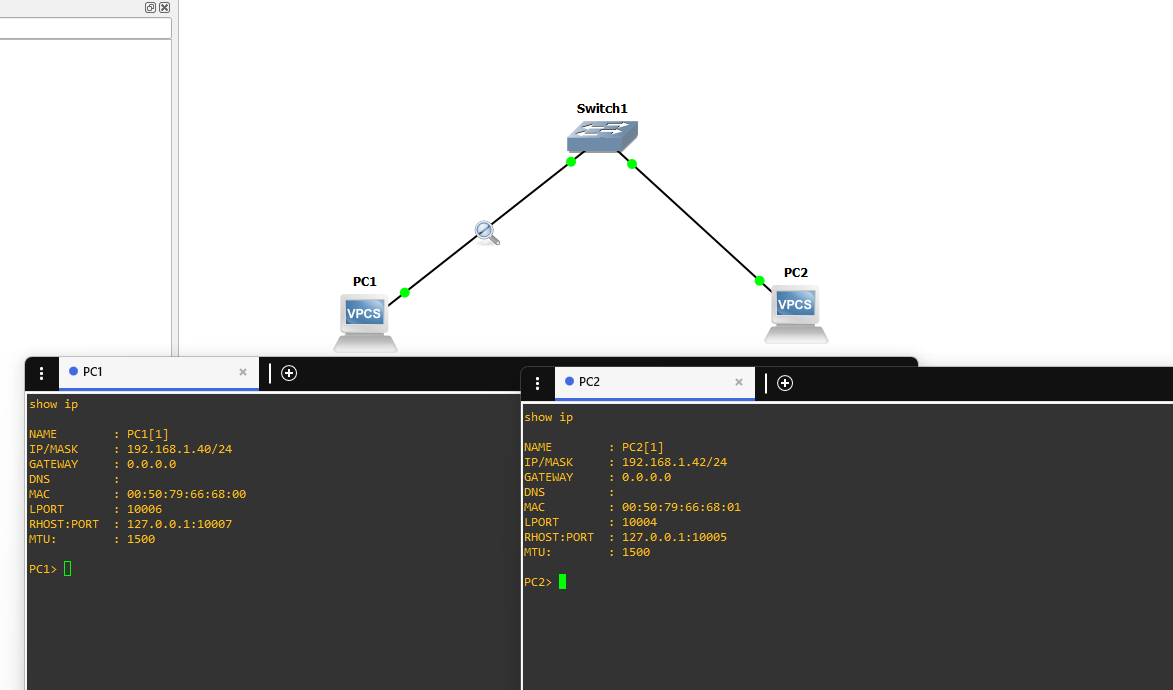 Switch1
PC1
VPCS
PC2
VPCS
PC1
show ip
NAME : PC1[1]
IP/MASK : 192.168.1.40/24
GATEWAY : 0.0.0.0
DNS :
MAC : 00:50:79:66:68:00
LPORT : 10006
RHOST:PORT : 127.0.0.1:10007
MTU: : 1500
PC1>
PC2
show ip
NAME : PC2[1]
IP/MASK : 192.168.1.42/24
GATEWAY : 0.0.0.0
DNS :
MAC : 00:50:79:66:68:01
LPORT : 10004
RHOST:PORT : 127.0.0.1:10005
MTU: : 1500
PC2>